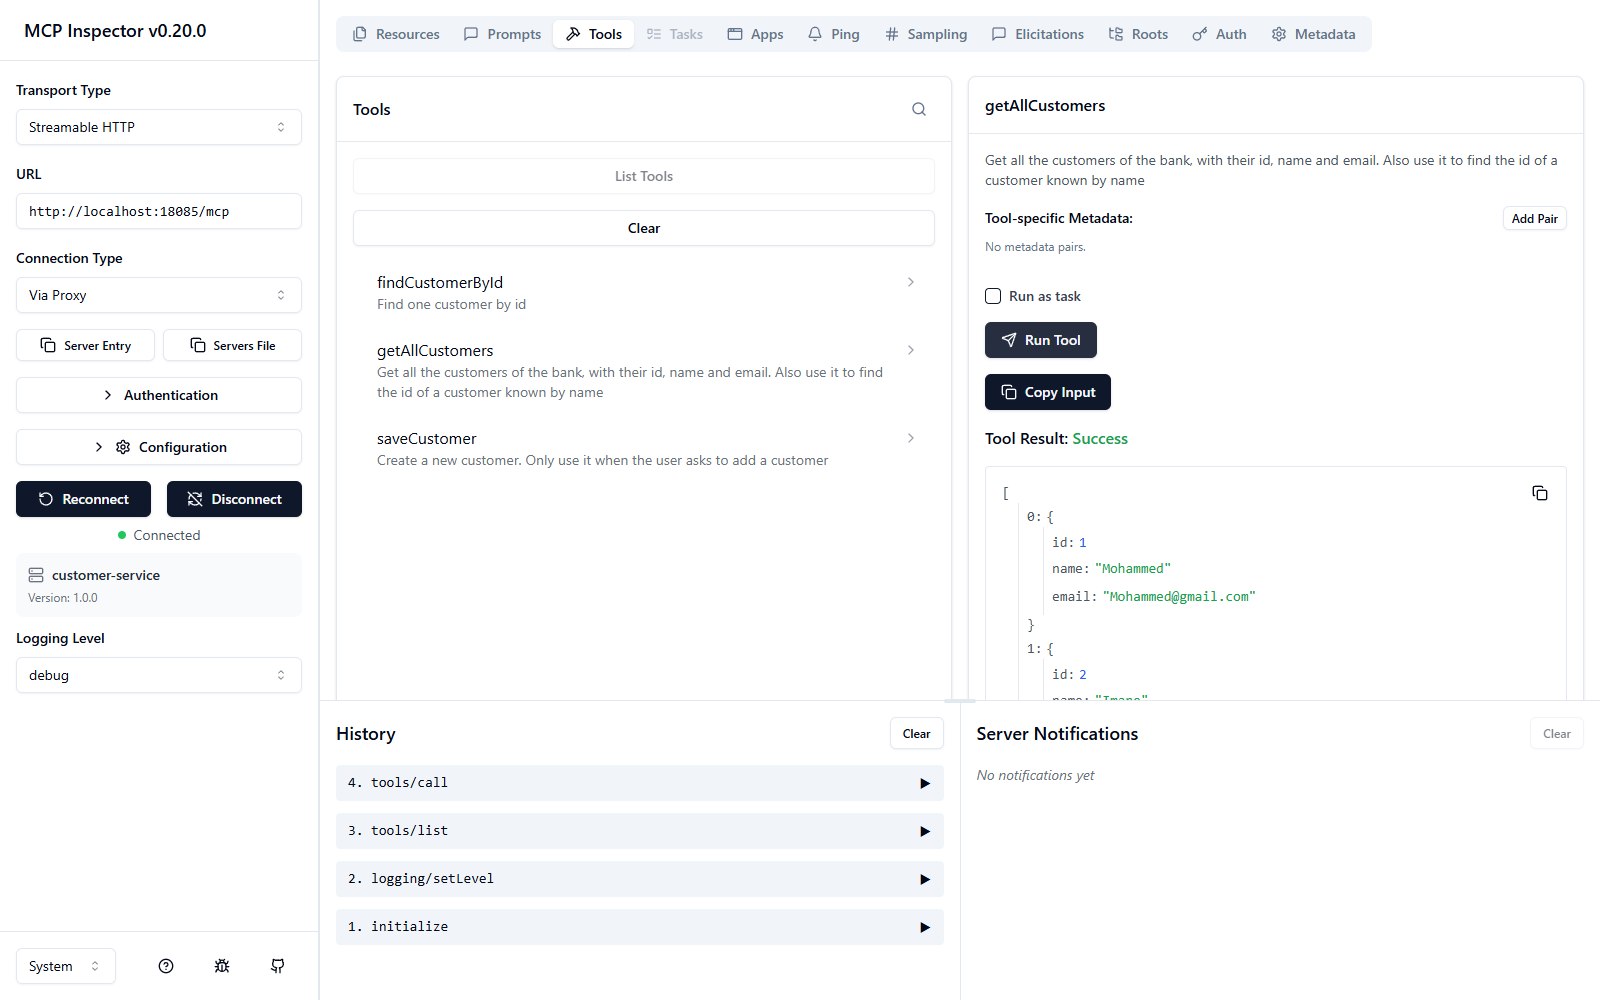 MCP Inspector v0.20.0
Transport Type
Streamable HTTP
URL
http://localhost:18085/mcp
Connection Type
Via Proxy
Server Entry
Servers File
Authentication
Configuration
Reconnect
Disconnect
Connected
customer-service
Version: 1.0.0
Logging Level
debug
System
Resources
Prompts
Tools
Tasks
Apps
Ping
Sampling
Elicitations
Roots
Auth
Metadata
Tools
List Tools
Clear
findCustomerById
Find one customer by id
getAllCustomers
Get all the customers of the bank, with their id, name and email. Also use it to find
the id of a customer known by name
saveCustomer
Create a new customer. Only use it when the user asks to add a customer
getAllCustomers
Get all the customers of the bank, with their id, name and email. Also use it to find the id of a
customer known by name
Tool-specific Metadata:
Add Pair
No metadata pairs.
Run as task
Run Tool
Copy Input
Tool Result: Success
[
0: {
id: 1
name: "Mohammed"
email: "Mohammed@gmail.com"
}
1: {
id: 2
name: "Imane"
History
Clear
4. tools/call
3. tools/list
2. logging/setLevel
1. initialize
Server Notifications
Clear
No notifications yet